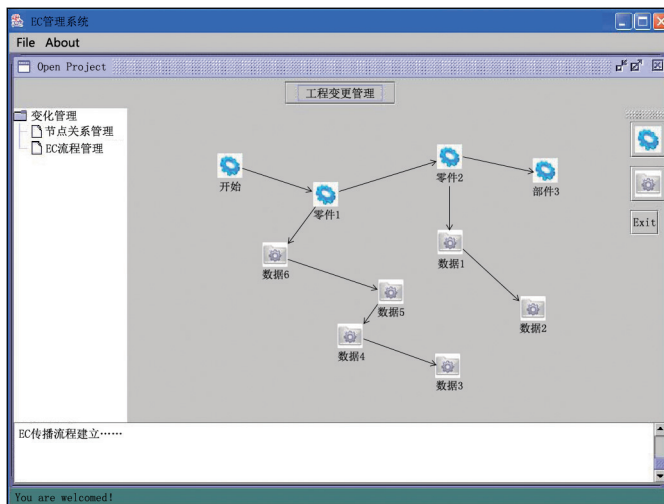 EC管理系统
File About
Open Project
工程变更管理
变化管理
节点关系管理
EC流程管理
开始
零件1
零件2
部件3
Exit
数据6
数据1
数据5
数据2
数据4
数据3
EC传播流程建立……
You are welcomed!